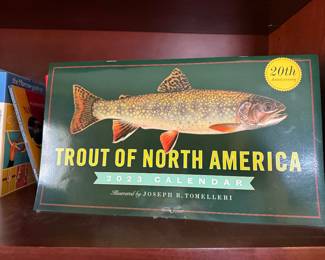 20th
Anniversary
TROUT OF NORTH AMERICA
2023 CALENDAR
Illustrated by JOSEPH R. TOMELLERI